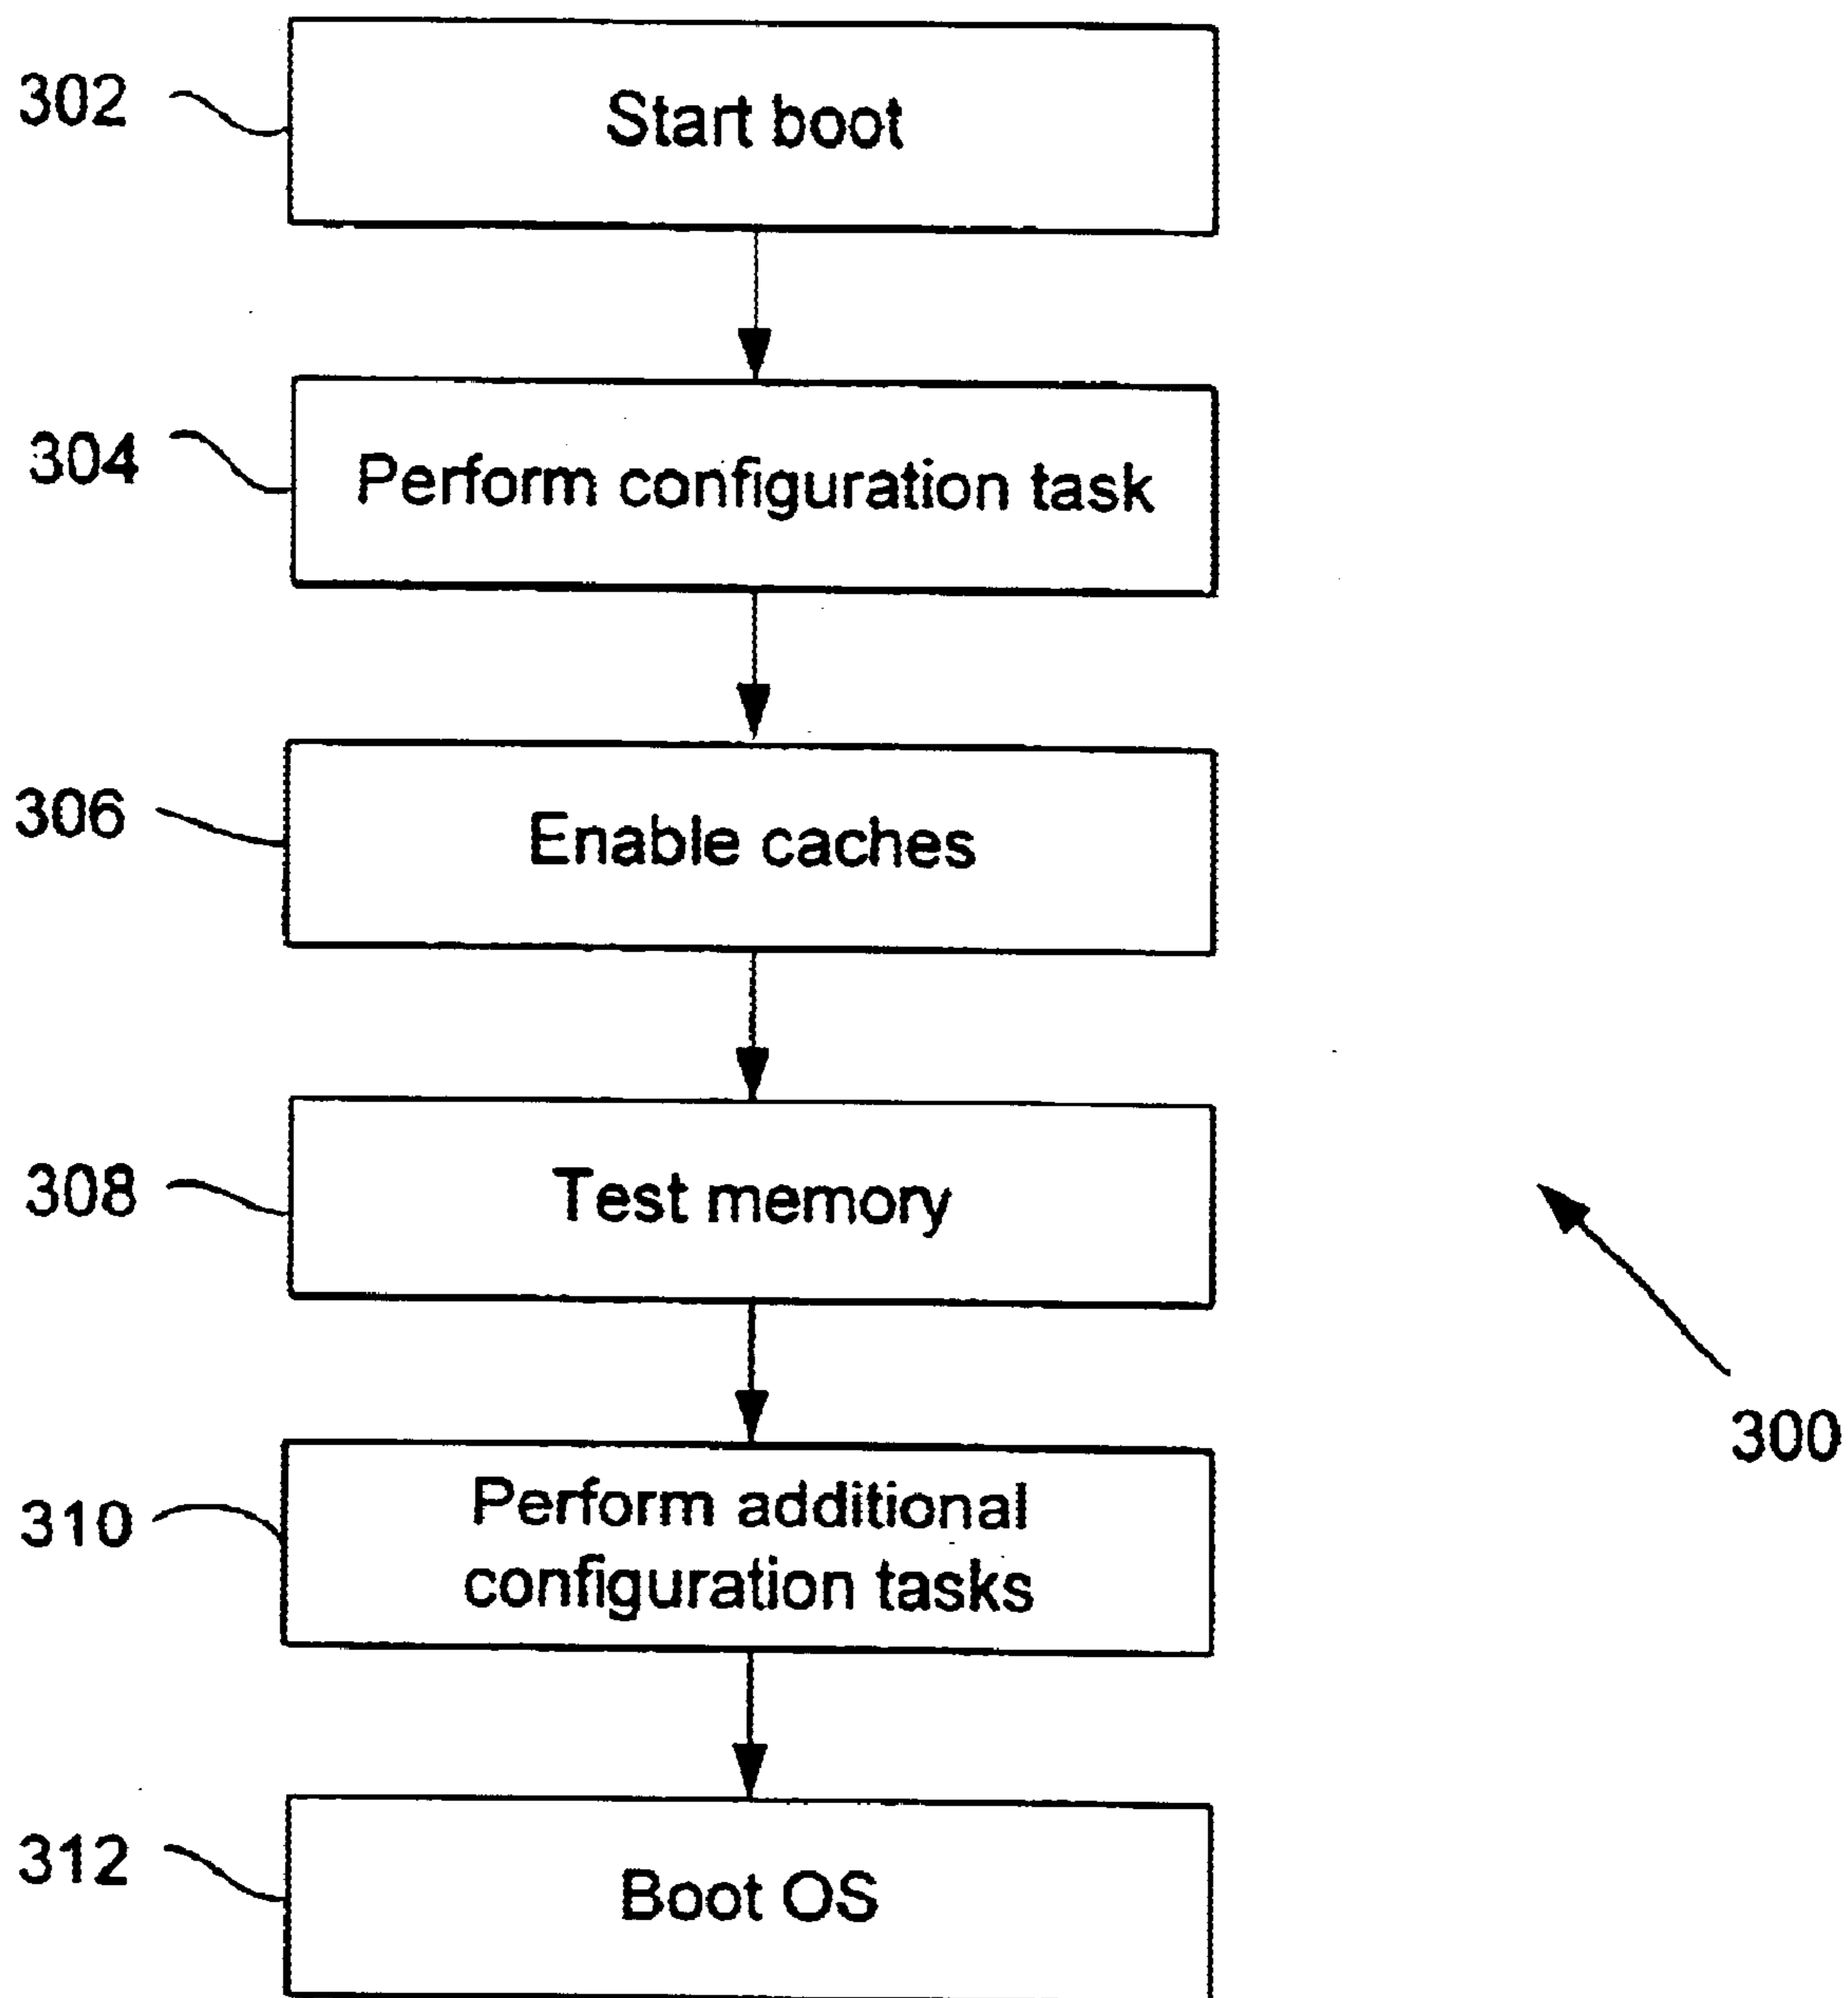 302
Start boot
304
Perform configuration task
306
Enable caches
308
Test memory
300
310
Perform additional
configuration tasks
312
Boot OS